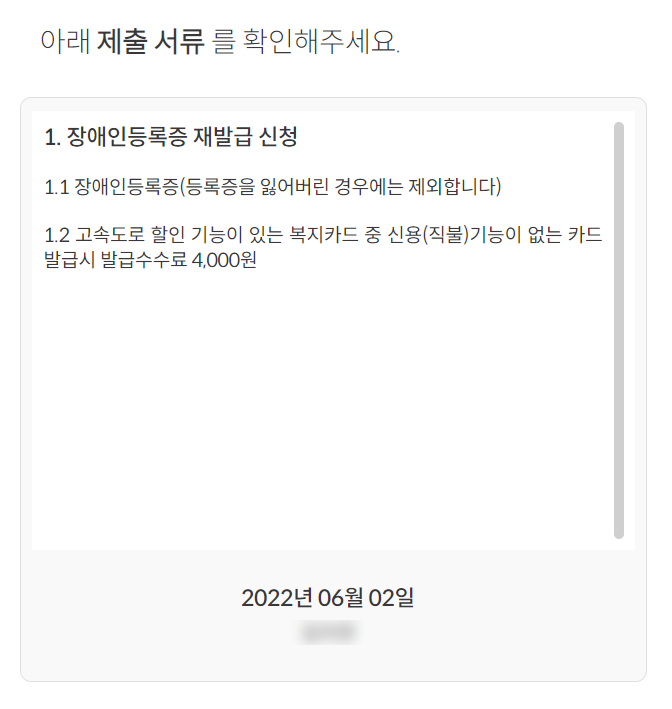 아래 제출 서류 를 확인해주세요.
1. 장애인등록증 재발급 신청
1.1 장애인등록증(등록증을 잃어버린 경우에는 제외합니다)
1.2 고속도로 할인 기능이 있는 복지카드 중 신용(직불)기능이 없는 카드
발급시 발급수수료 4,000원
2022년 06월 02일